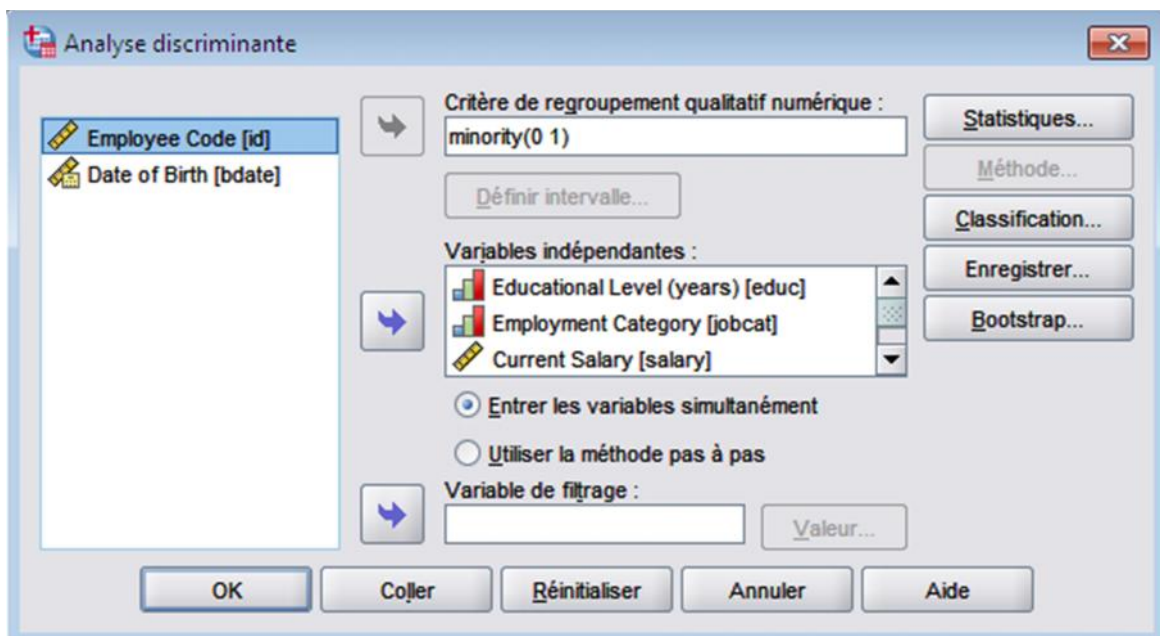 Analyse discriminante
Employee Code [id]
Date of Birth [bdate]
Critère de regroupement qualitatif numérique :
minority(0 1)
Définir intervalle...
Variables indépendantes :
Educational Level (years) [educ]
Employment Category [jobcat]
Current Salary [salary]
Entrer les variables simultanément
Utiliser la méthode pas à pas
Variable de filtrage :
Valeur...
Statistiques...
Méthode...
Classification...
Enregistrer...
Bootstrap...
OK
Coller
Réinitialiser
Annuler
Aide